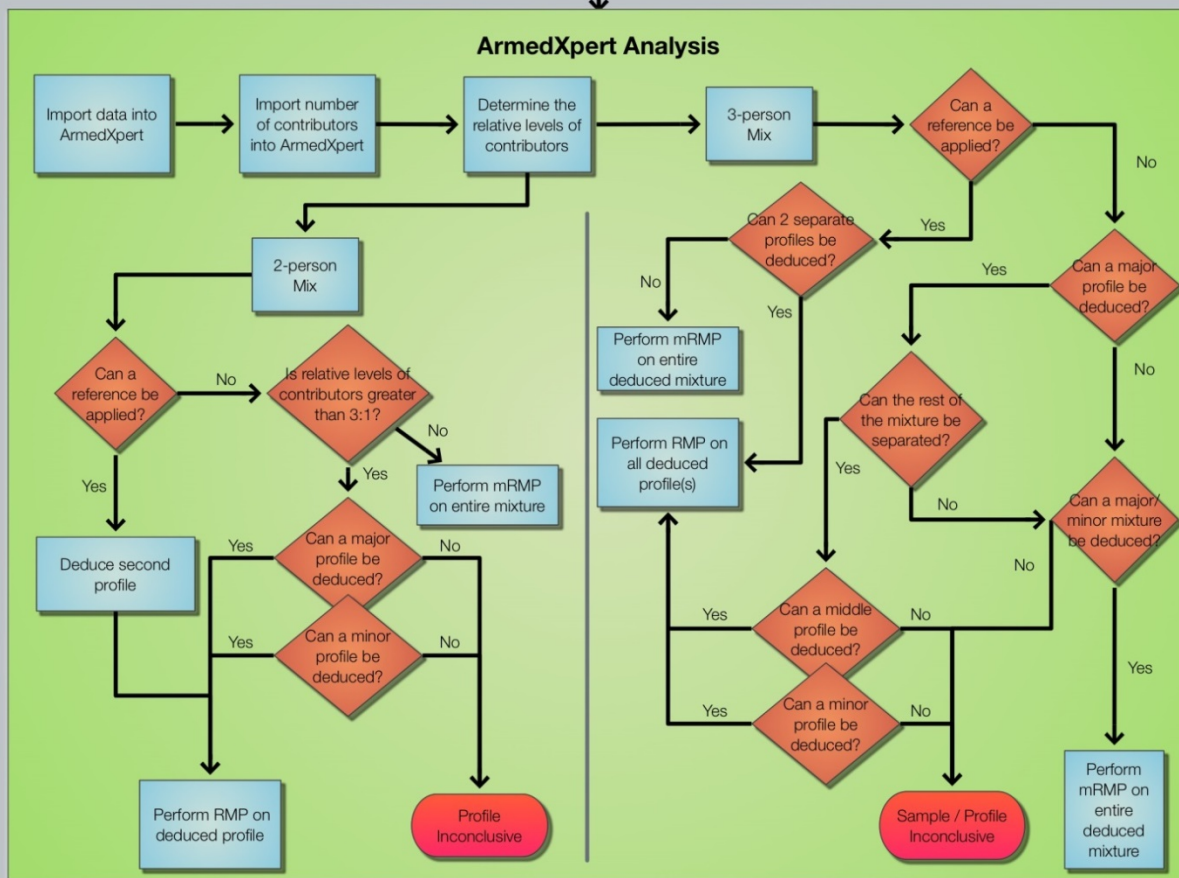 ArmedXpert Analysis
Import data into
ArmedXpert
Import number
of contributors
into ArmedXpert
Determine the
relative levels of
contributors
3-person
Mix
Can a
reference be
applied?
No
Yes
Can 2 separate
profiles be
deduced?
No
Yes
Perform mRMP
on entire
deduced mixture
Perform RMP on
all deduced
profile(s)
Can a major
profile be
deduced?
Yes
No
Can the rest of
the mixture be
separated?
Yes
No
Can a major/
minor mixture
be deduced?
No
Yes
Can a middle
profile be
deduced?
Yes
No
Can a minor
profile be
deduced?
Yes
No
Sample / Profile
Inconclusive
Perform
mRMP on
entire
deduced
mixture
2-person
Mix
Can a
reference be
applied?
No
Yes
Is relative levels of
contributors greater
than 3:1?
No
Yes
Perform mRMP
on entire mixture
Deduce second
profile
Can a major
profile be
deduced?
Yes
No
Can a minor
profile be
deduced?
Yes
No
Perform RMP on
deduced profile
Profile
Inconclusive